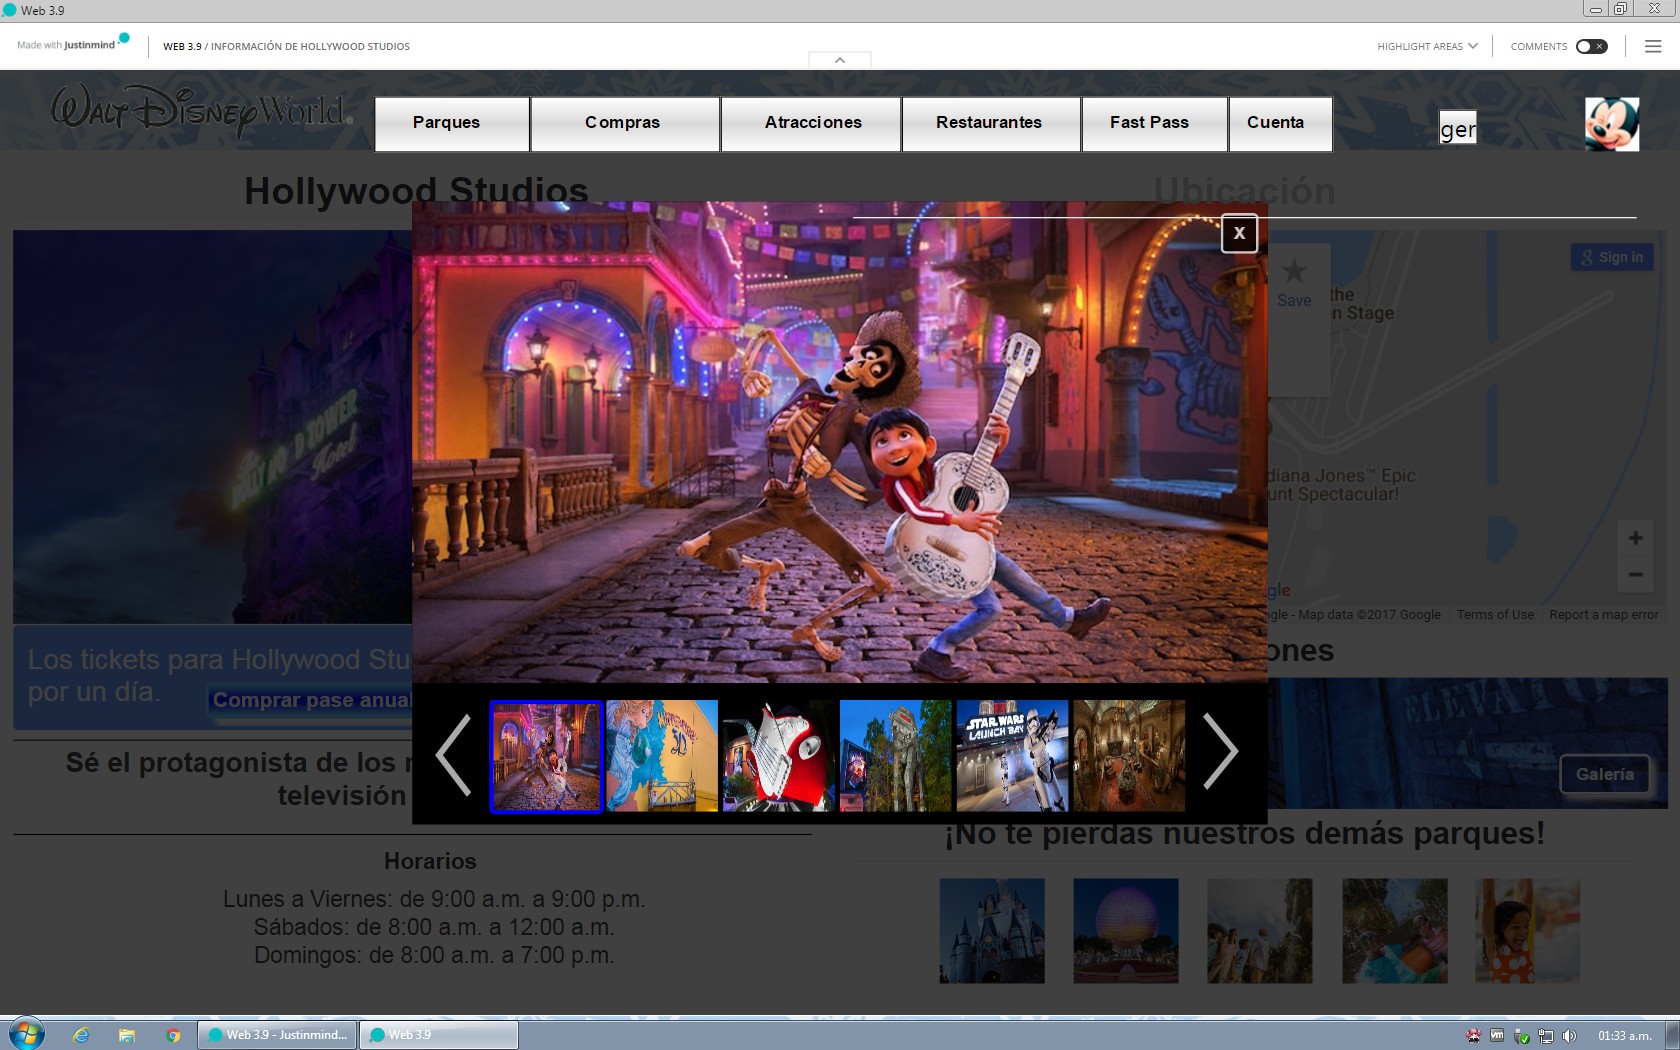 Web 3.9
Made with Justinmind
WEB 3.9 / INFORMACIÓN DE HOLLYWOOD STUDIOS
HIGHLIGHT AREAS
COMMENTS
WALT DISNEY World
Parques
Compras
Atracciones
Restaurantes
Fast Pass
Cuenta
ger
Hollywood Studios
Ubicación
X
Sign in
Save
the
n Stage
diana Jones™ Epic
unt Spectacular!
+
−
gle
gle - Map data ©2017 Google
Terms of Use
Report a map error
Los tickets para Hollywood Stu
por un día.
Comprar pase anual
ones
ELEVAT
Galería
STAR WARS
LAUNCH BAY
Sé el protagonista de los
televisión
¡No te pierdas nuestros demás parques!
Horarios
Lunes a Viernes: de 9:00 a.m. a 9:00 p.m.
Sábados: de 8:00 a.m. a 12:00 a.m.
Domingos: de 8:00 a.m. a 7:00 p.m.
Web 3.9 - Justinmind...
Web 3.9
01:33 a.m.